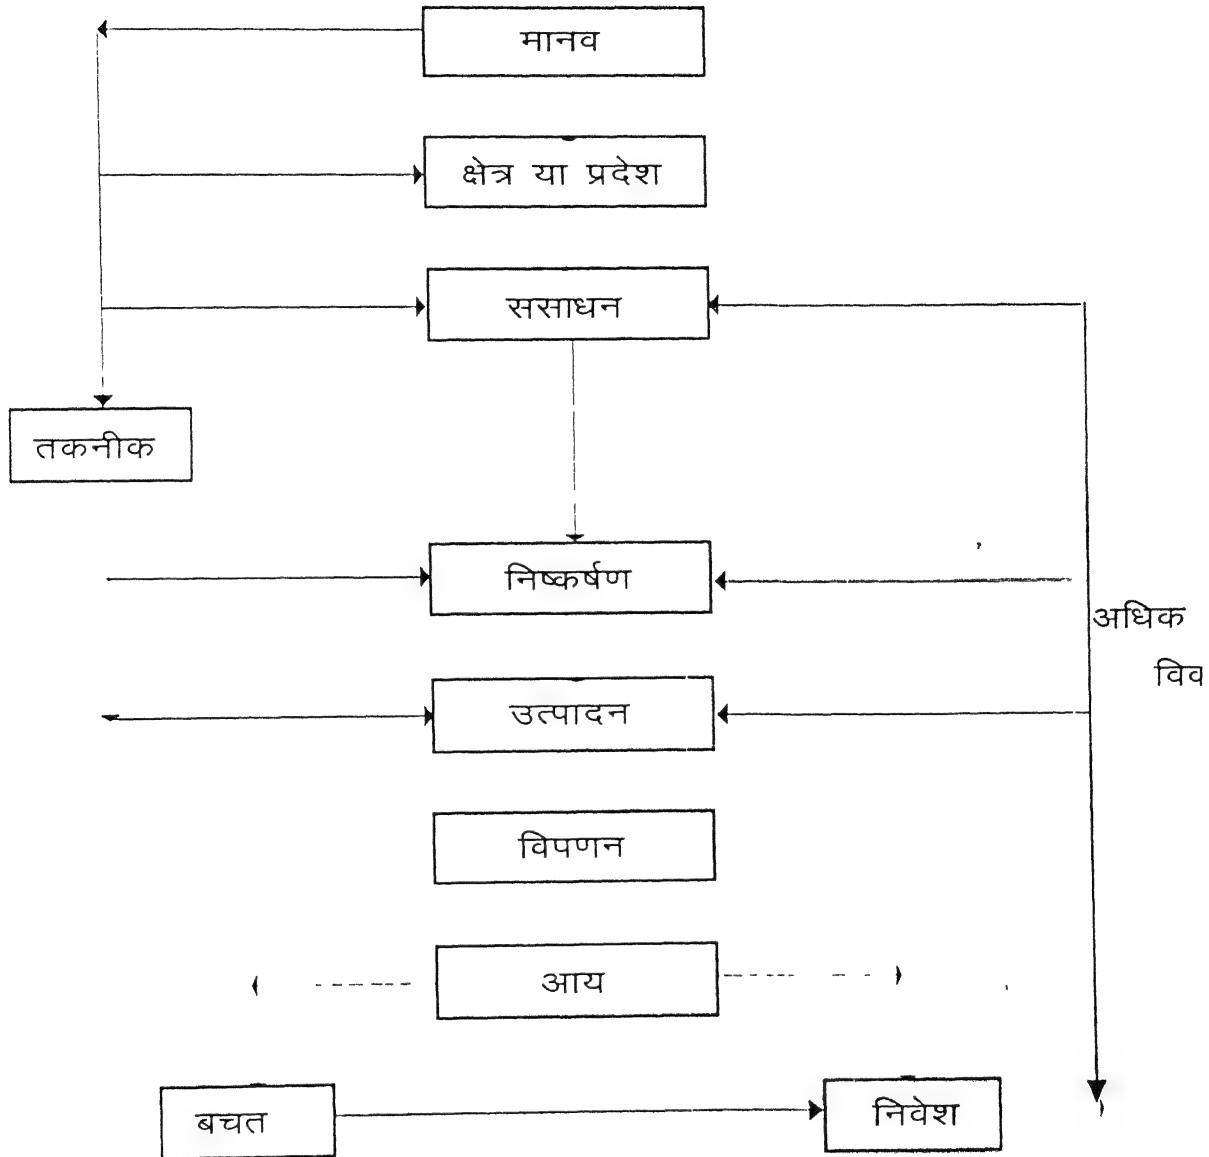 मानव
क्षेत्र या प्रदेश
ससाधन
तकनीक
निष्कर्षण
अधिक
उत्पादन
विपणन
आय
बचत
निवेश